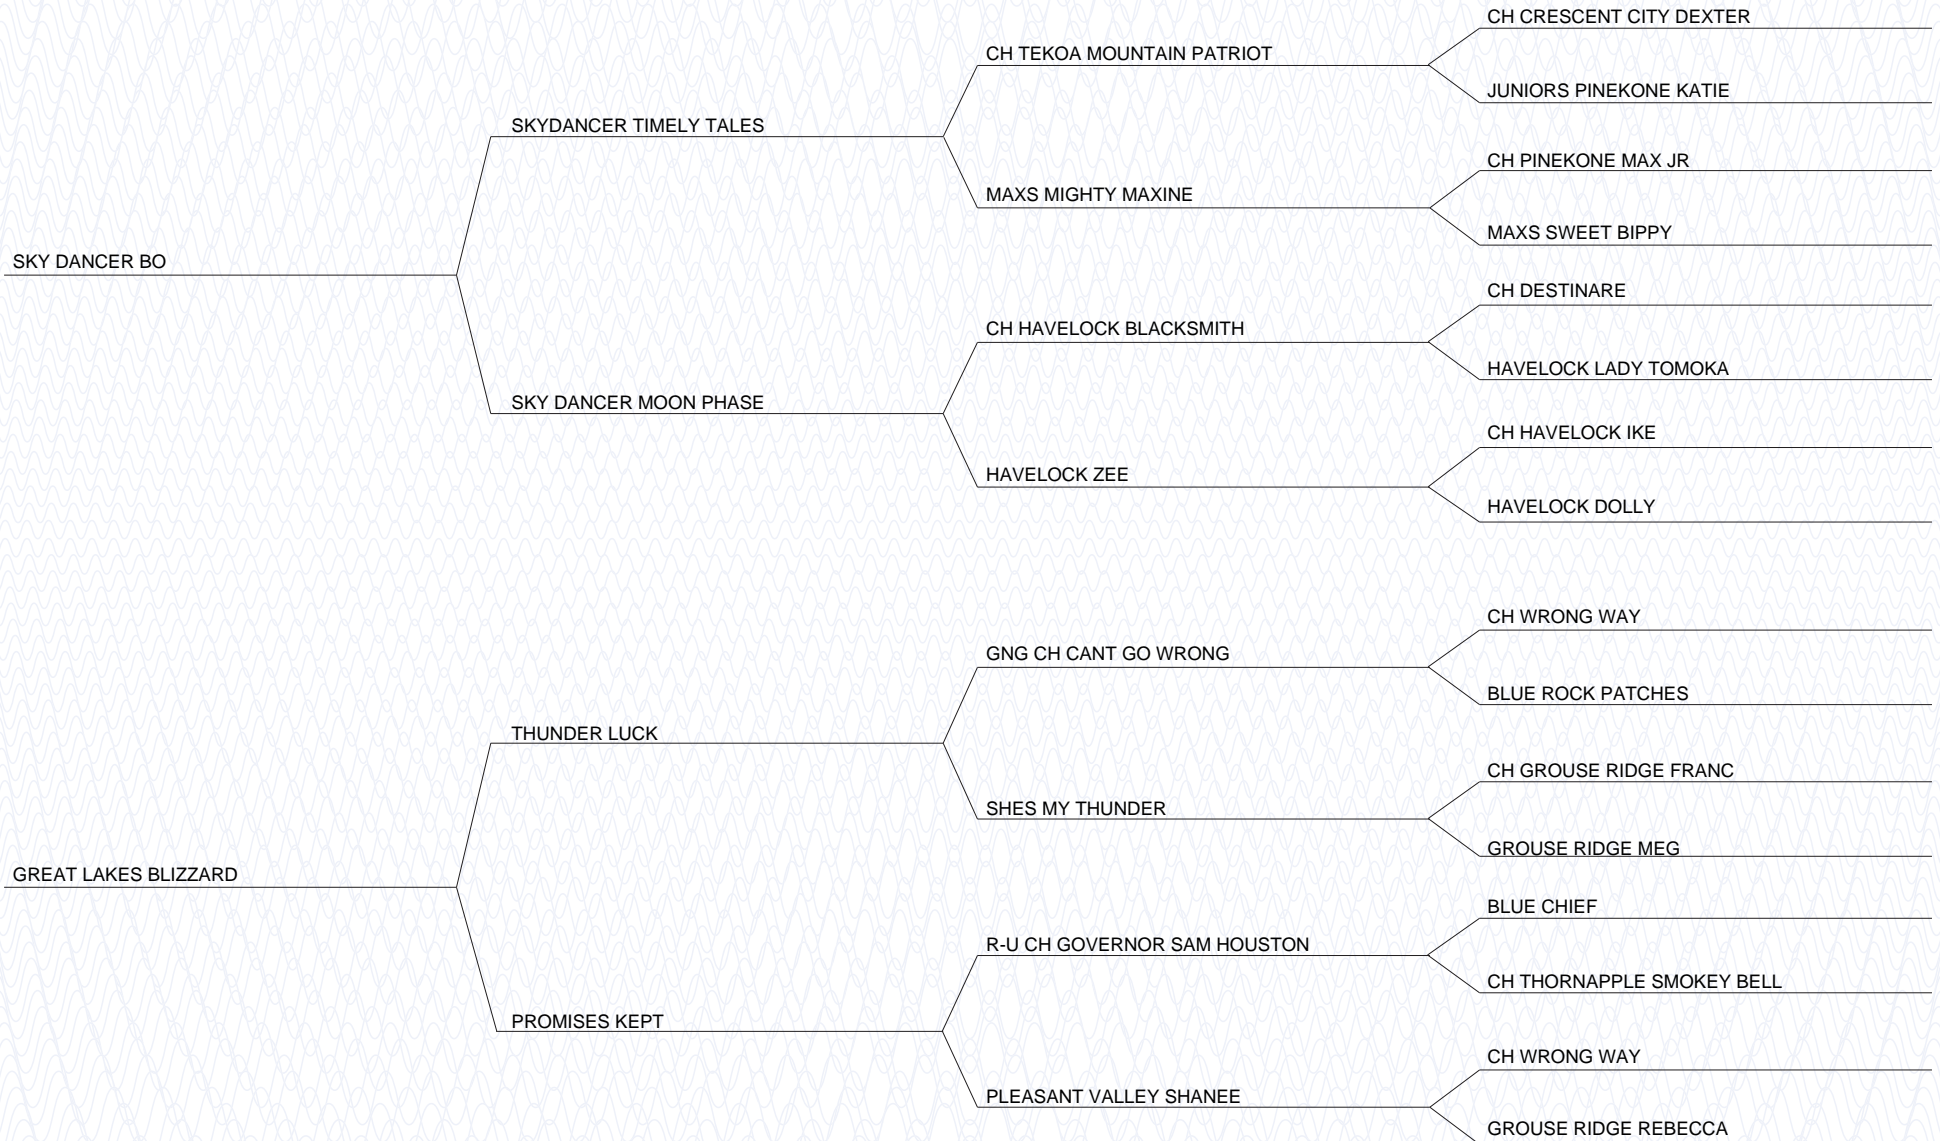 CH CRESCENT CITY DEXTER
CH TEKOA MOUNTAIN PATRIOT
JUNIORS PINEKONE KATIE
SKYDANCER TIMELY TALES
CH PINEKONE MAX JR
MAXS MIGHTY MAXINE
MAXS SWEET BIPPY
SKY DANCER BO
CH DESTINARE
CH HAVELOCK BLACKSMITH
HAVELOCK LADY TOMOKA
SKY DANCER MOON PHASE
CH HAVELOCK IKE
HAVELOCK ZEE
HAVELOCK DOLLY
CH WRONG WAY
GNG CH CANT GO WRONG
BLUE ROCK PATCHES
THUNDER LUCK
CH GROUSE RIDGE FRANC
SHES MY THUNDER
GROUSE RIDGE MEG
GREAT LAKES BLIZZARD
BLUE CHIEF
R-U CH GOVERNOR SAM HOUSTON
CH THORNAPPLE SMOKEY BELL
PROMISES KEPT
CH WRONG WAY
PLEASANT VALLEY SHANEE
GROUSE RIDGE REBECCA